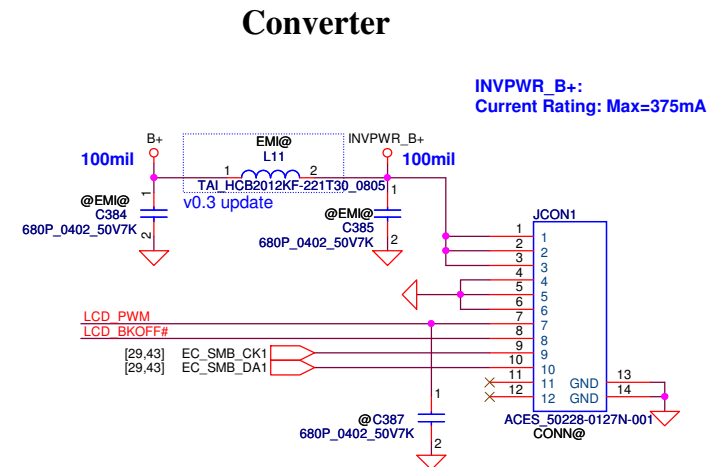 Converter
INVPWR_B+:
Current Rating: Max=375mA
B+
EMI@
INVPWR_B+
100mil
L11
100mil
1
2
TAI_HCB2012KF-221T30_0805
v0.3 update
@EMI@
C384
680P_0402_50V7K
1
2
@EMI@
C385
680P_0402_50V7K
1
2
JCON1
1
1
2
2
3
3
4
4
5
5
6
6
LCD_PWM
7
7
LCD_BKOFF#
8
8
[29,43] EC_SMB_CK1
9
9
[29,43] EC_SMB_DA1
10
10
11
11
GND
13
12
12
GND
14
1
@C387
680P_0402_50V7K
2
ACES_50228-0127N-001
CONN@